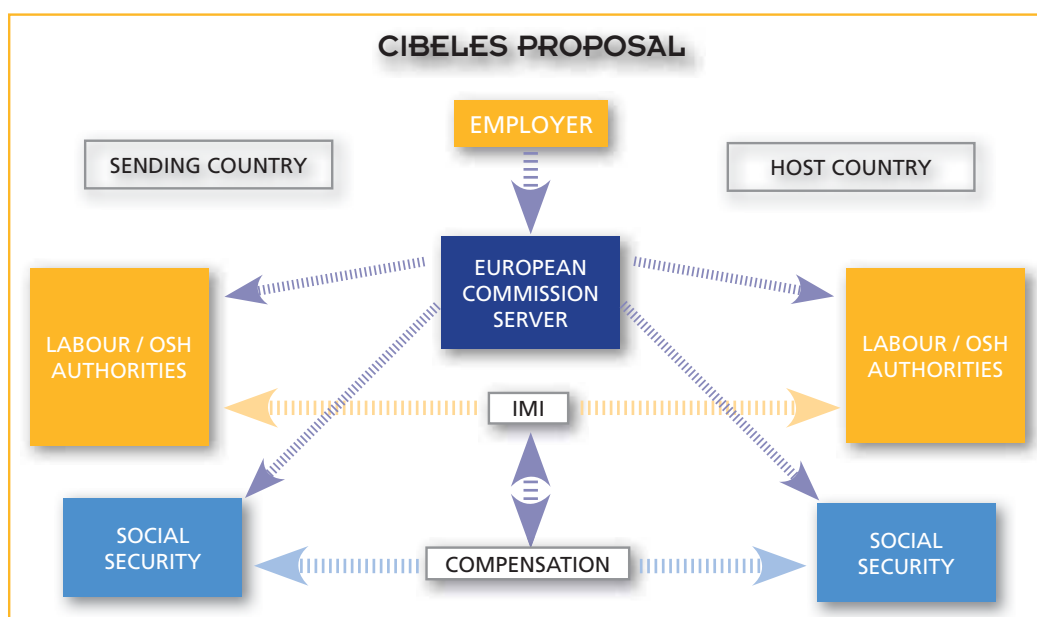 CIBELES PROPOSAL
EMPLOYER
SENDING COUNTRY
HOST COUNTRY
EUROPEAN
COMMISSION
SERVER
LABOUR / OSH
AUTHORITIES
LABOUR / OSH
AUTHORITIES
IMI
SOCIAL
SECURITY
COMPENSATION
SOCIAL
SECURITY